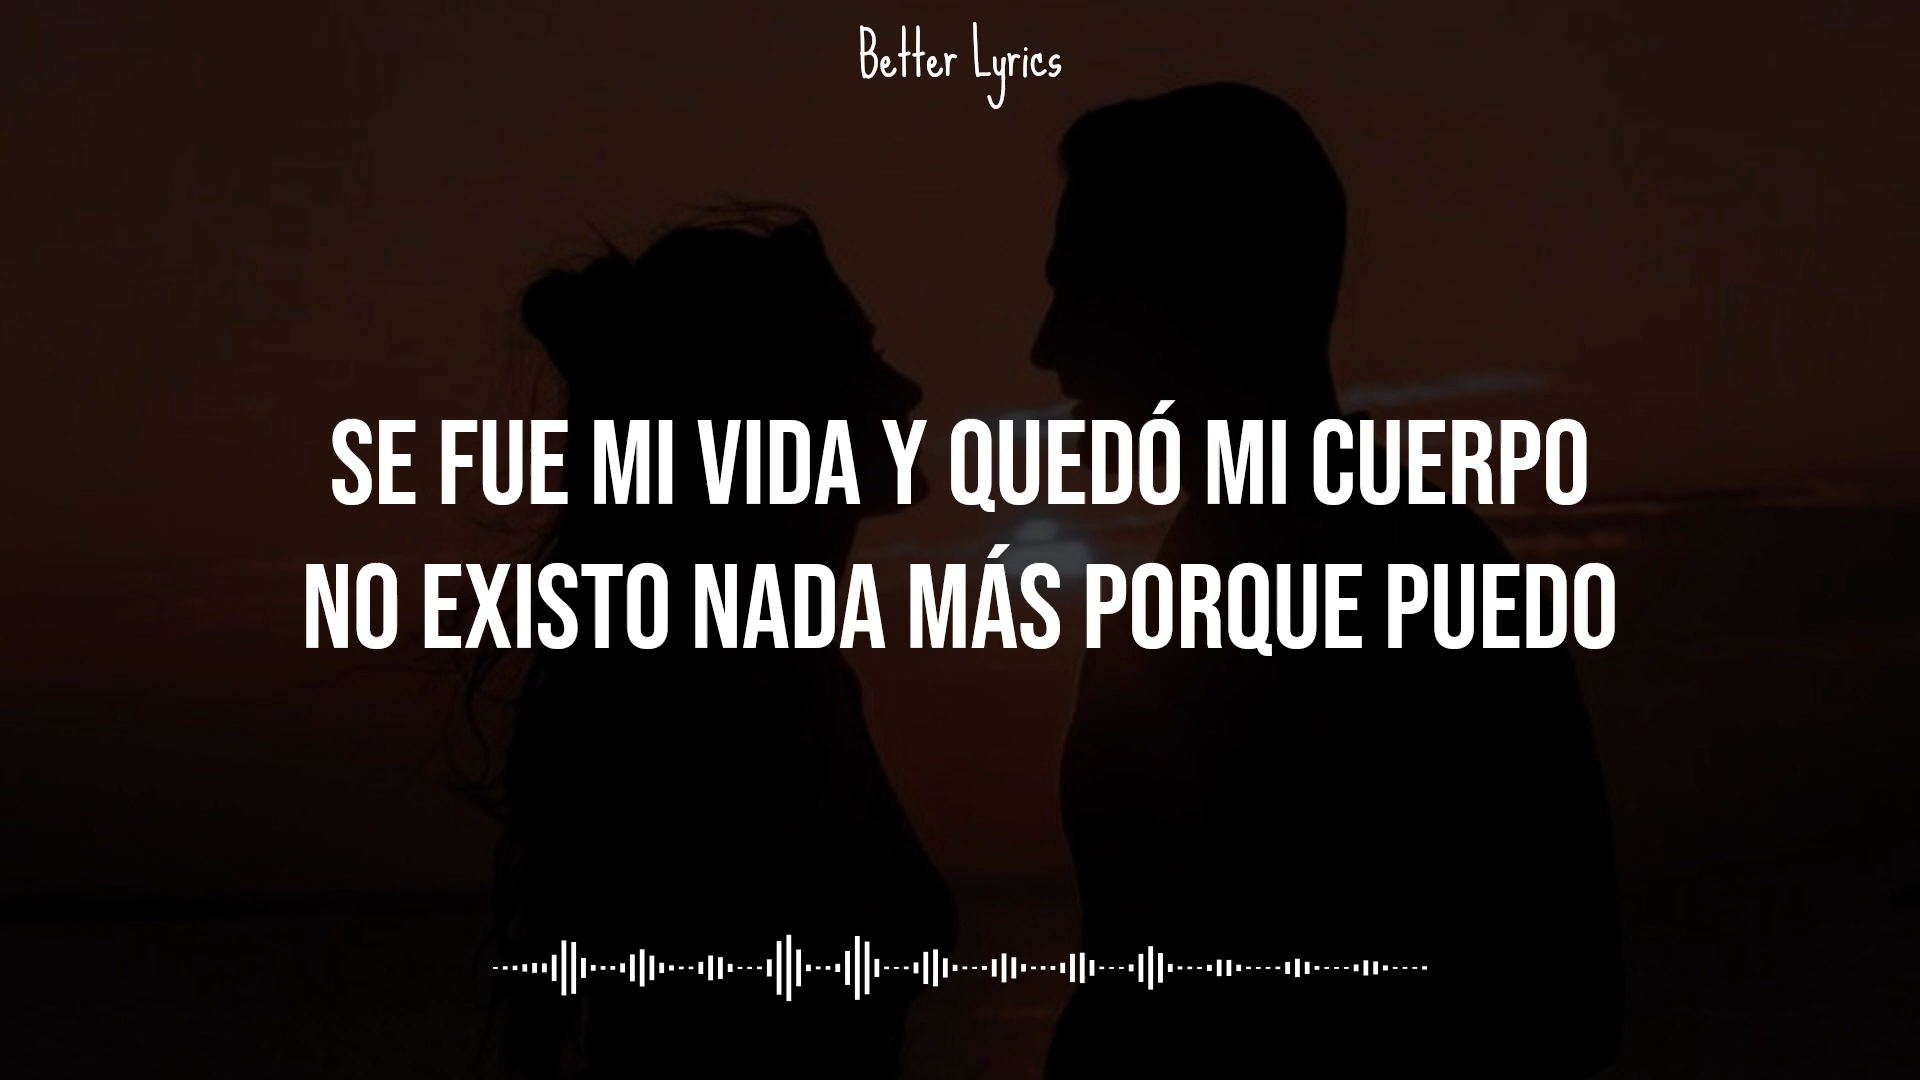 Better Lyrics
SE FUE MI VIDA Y QUEDÓ MI CUERPO
NO EXISTO NADA MÁS PORQUE PUEDO